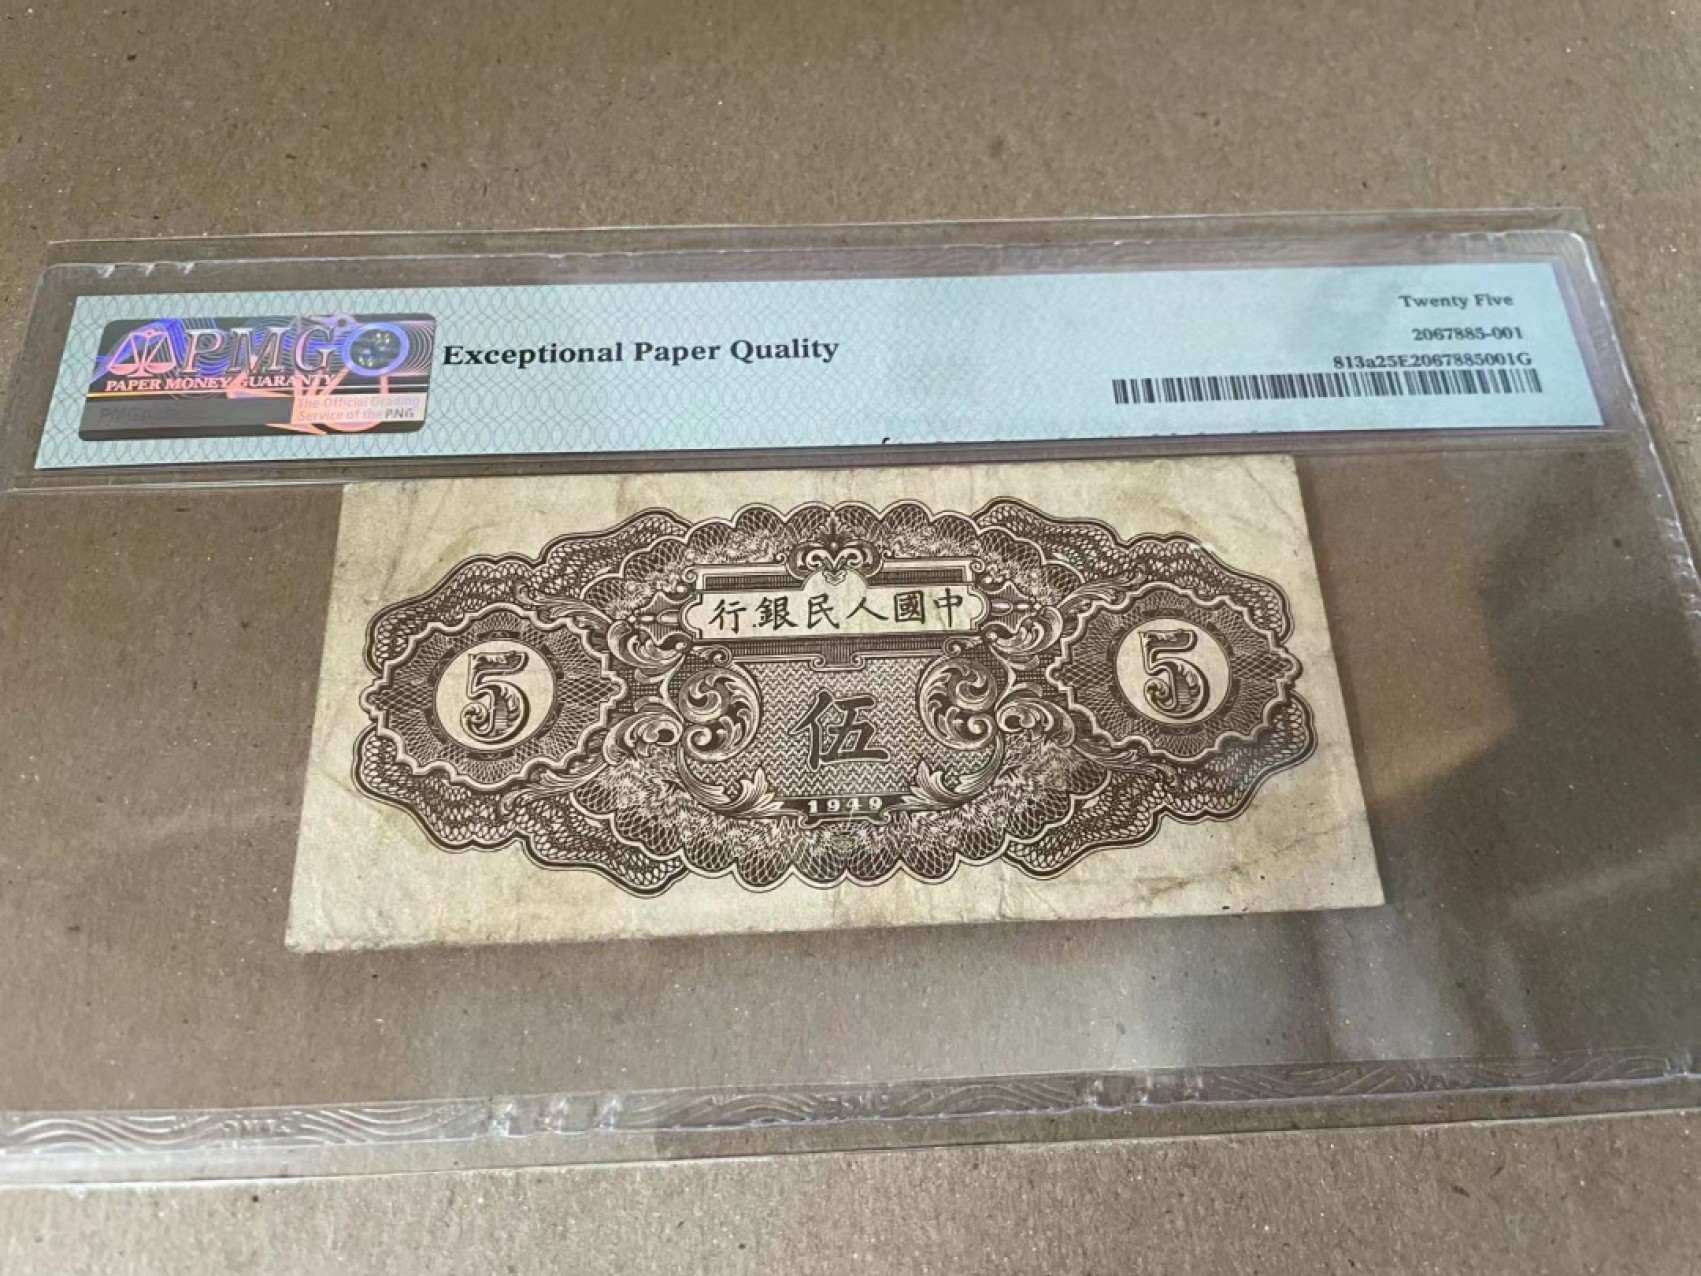 PMG
PAPER MONEY GUARANTY
The Official Grading
Service of the PNG
Exceptional Paper Quality
Twenty Five
2067885-001
813a25E2067885001G
行銀民人國中
5
5
伍
1949